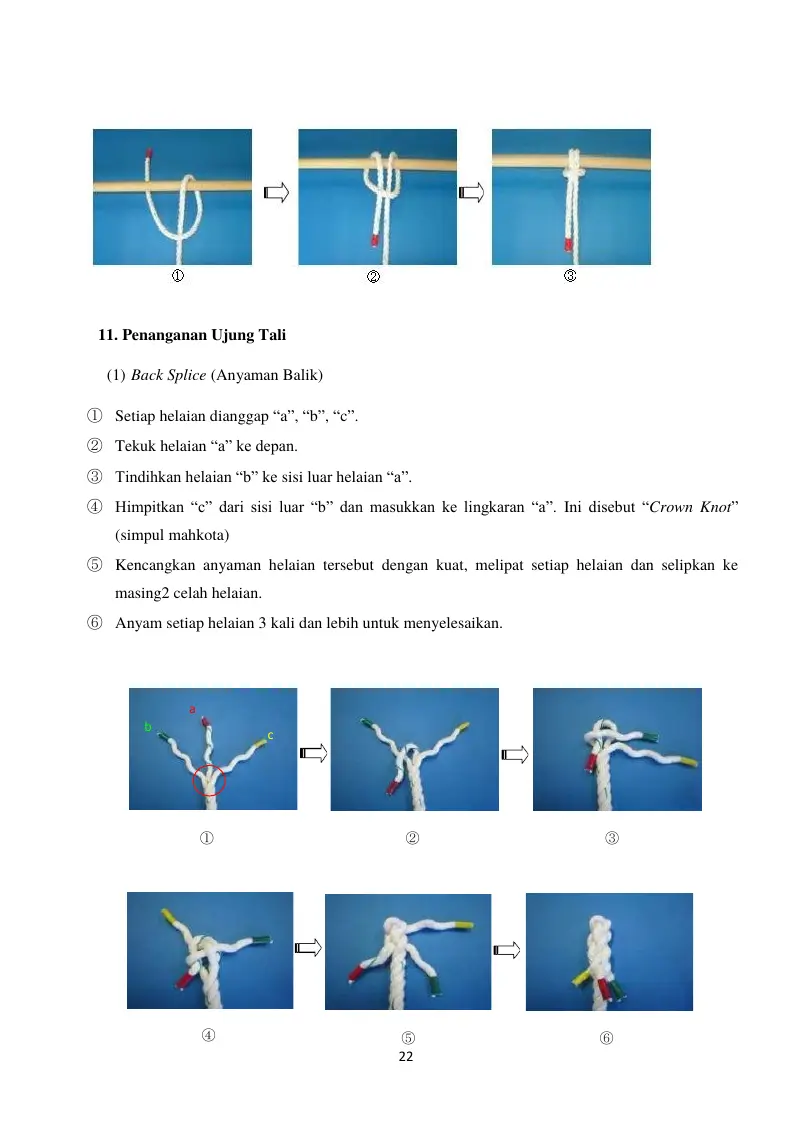 ① ② ③
11. Penanganan Ujung Tali
(1) Back Splice (Anyaman Balik)
① Setiap helaian dianggap “a”, “b”, “c”.
② Tekuk helaian “a” ke depan.
③ Tindihkan helaian “b” ke sisi luar helaian “a”.
④ Himpitkan “c” dari sisi luar “b” dan masukkan ke lingkaran “a”. Ini disebut “Crown Knot”
(simpul mahkota)
⑤ Kencangkan anyaman helaian tersebut dengan kuat, melipat setiap helaian dan selipkan ke
masing2 celah helaian.
⑥ Anyam setiap helaian 3 kali dan lebih untuk menyelesaikan.
b a c
① ② ③
④ ⑤ ⑥
22